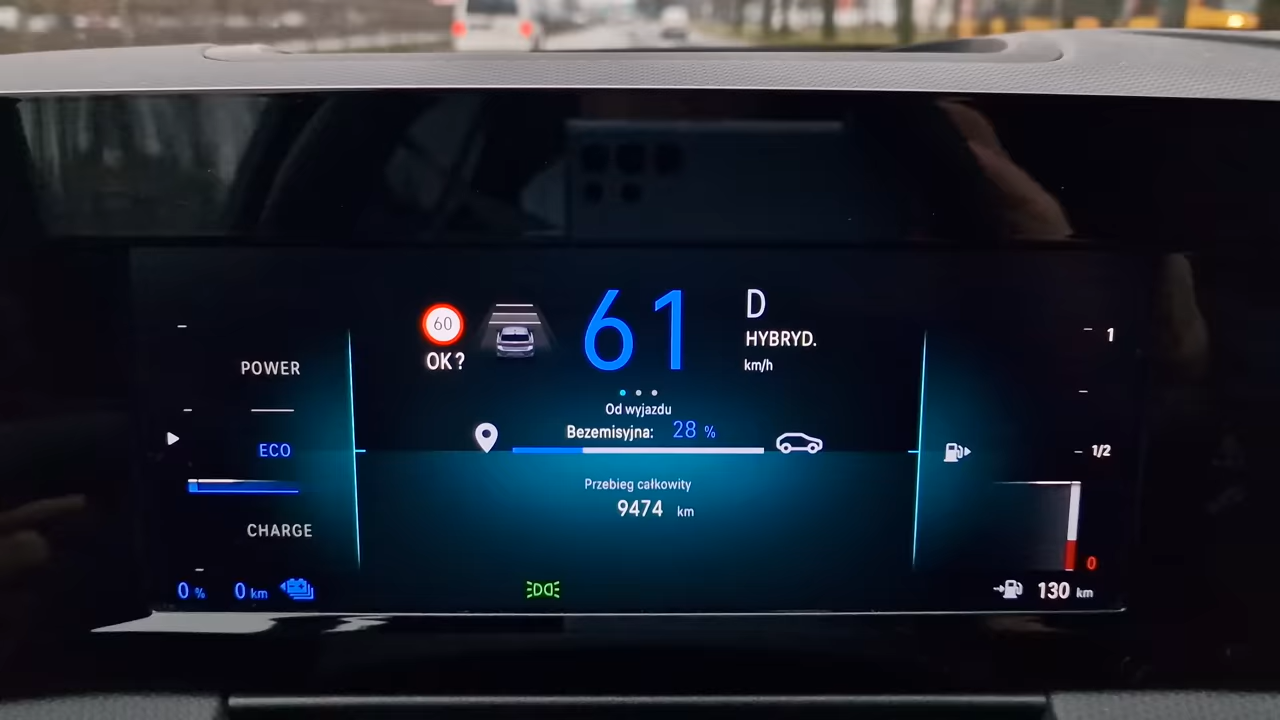 60
OK?
61
D
HYBRYD.
km/h
Od wyjazdu
Bezemisyjna: 28 %
Przebieg całkowity
9474 km
POWER
ECO
CHARGE
0 % 0 km
1
1/2
0
130 km